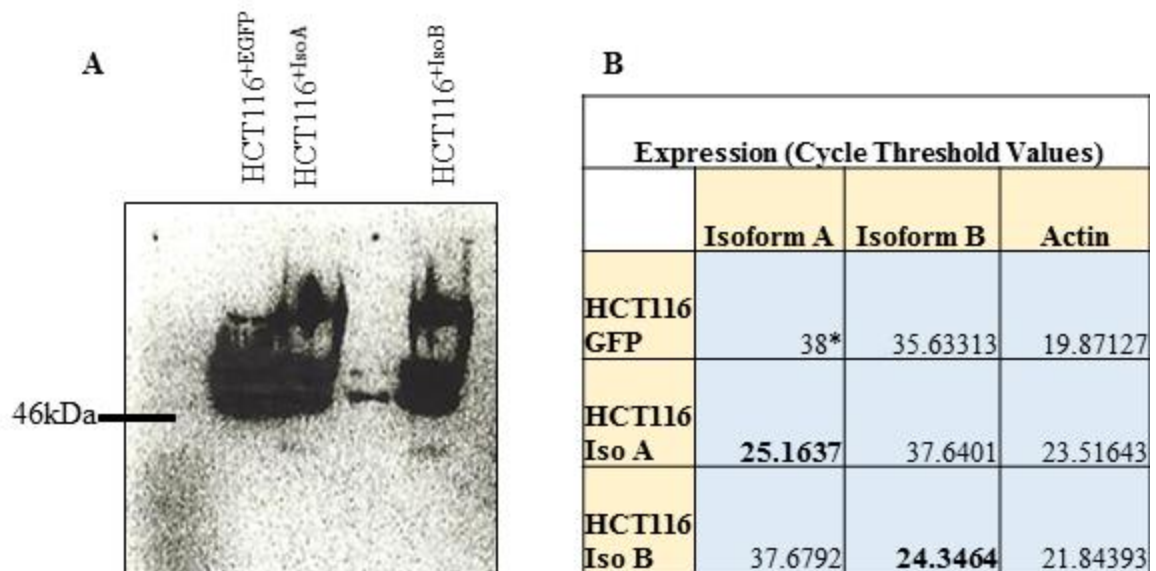 A
HCT116+EGFP
HCT116+IsoA
HCT116+IsoB
46kDa
B
Expression (Cycle Threshold Values)
Isoform A Isoform B Actin
HCT116
GFP 38* 35.63313 19.87127
HCT116
Iso A 25.1637 37.6401 23.51643
HCT116
Iso B 37.6792 24.3464 21.84393